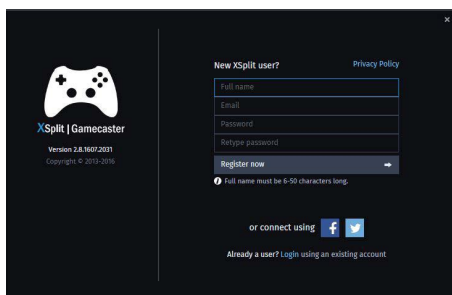 New XSplit user? Privacy Policy
Full name
Email
Password
Retype password
Register now
Full name must be 6-50 characters long.
or connect using
Already a user? Login using an existing account
XSplit | Gamecaster
Version 2.8.1607.2031
Copyright © 2013-2016